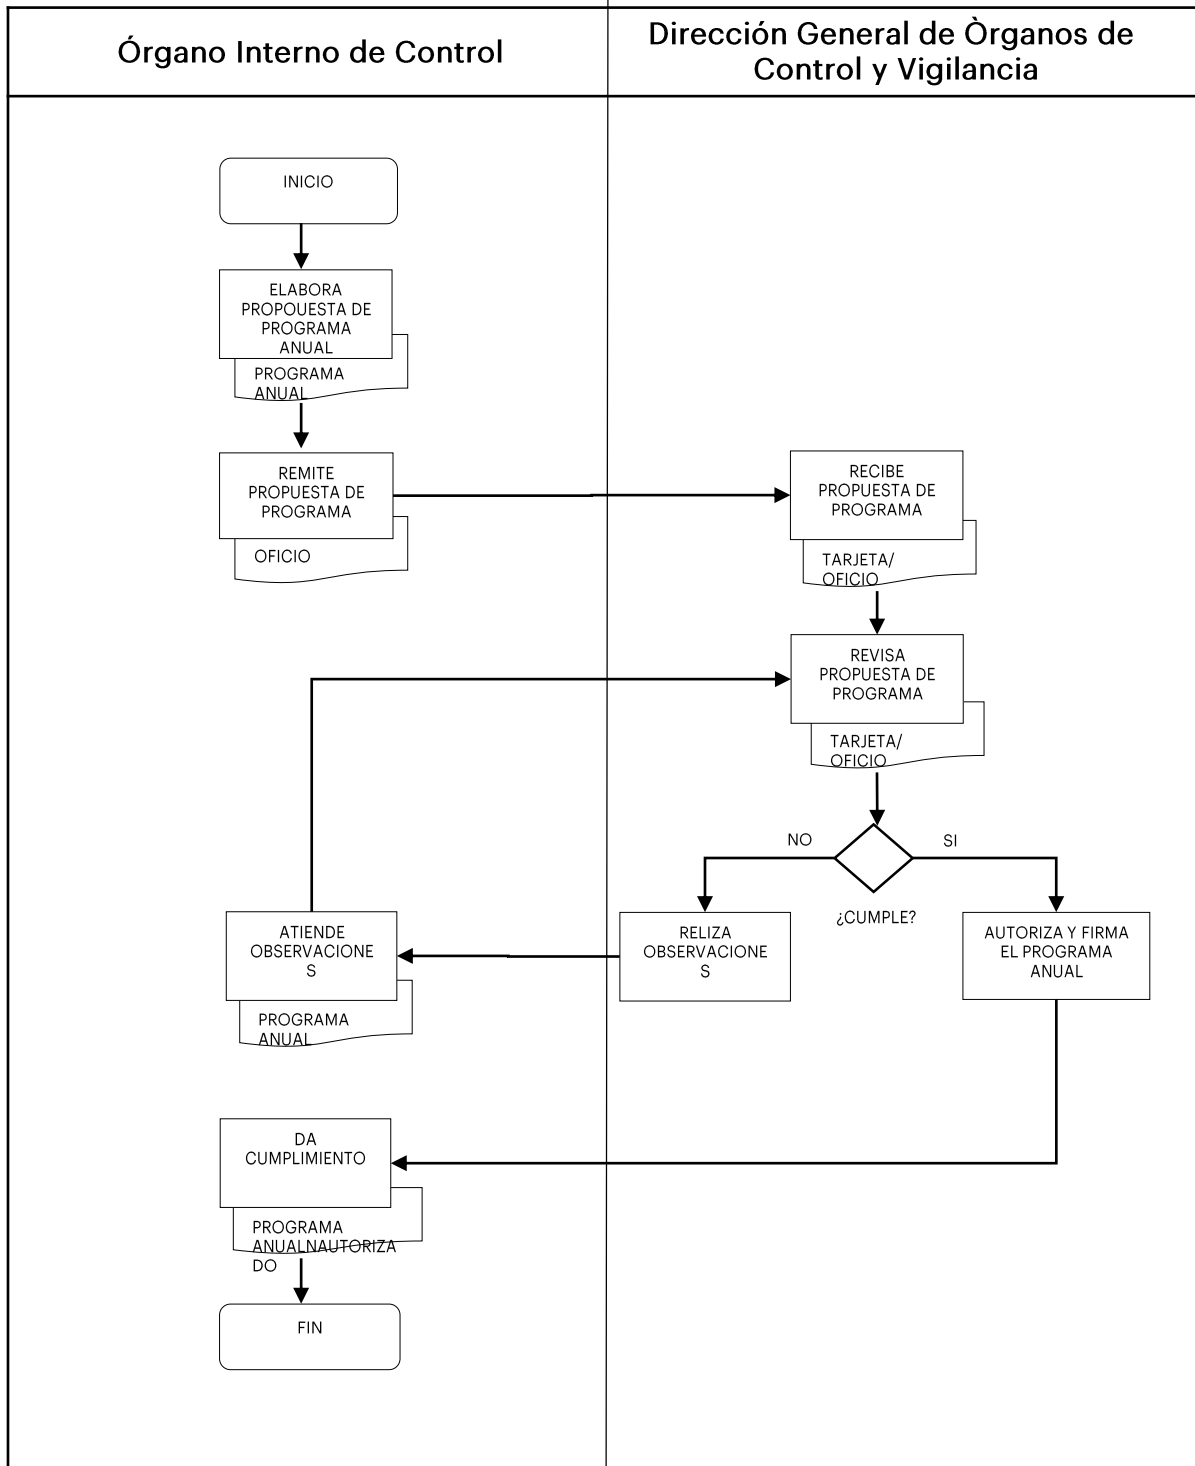 Órgano Interno de Control
Dirección General de Òrganos de
Control y Vigilancia
INICIO
ELABORA
PROPOUESTA DE
PROGRAMA
ANUAL
PROGRAMA
ANUAL
REMITE
PROPUESTA DE
PROGRAMA
OFICIO
RECIBE
PROPUESTA DE
PROGRAMA
TARJETA/
OFICIO
REVISA
PROPUESTA DE
PROGRAMA
TARJETA/
OFICIO
NO
SI
¿CUMPLE?
ATIENDE
OBSERVACIONE
S
PROGRAMA
ANUAL
RELIZA
OBSERVACIONE
S
AUTORIZA Y FIRMA
EL PROGRAMA
ANUAL
DA
CUMPLIMIENTO
PROGRAMA
ANUALNAUTORIZA
DO
FIN